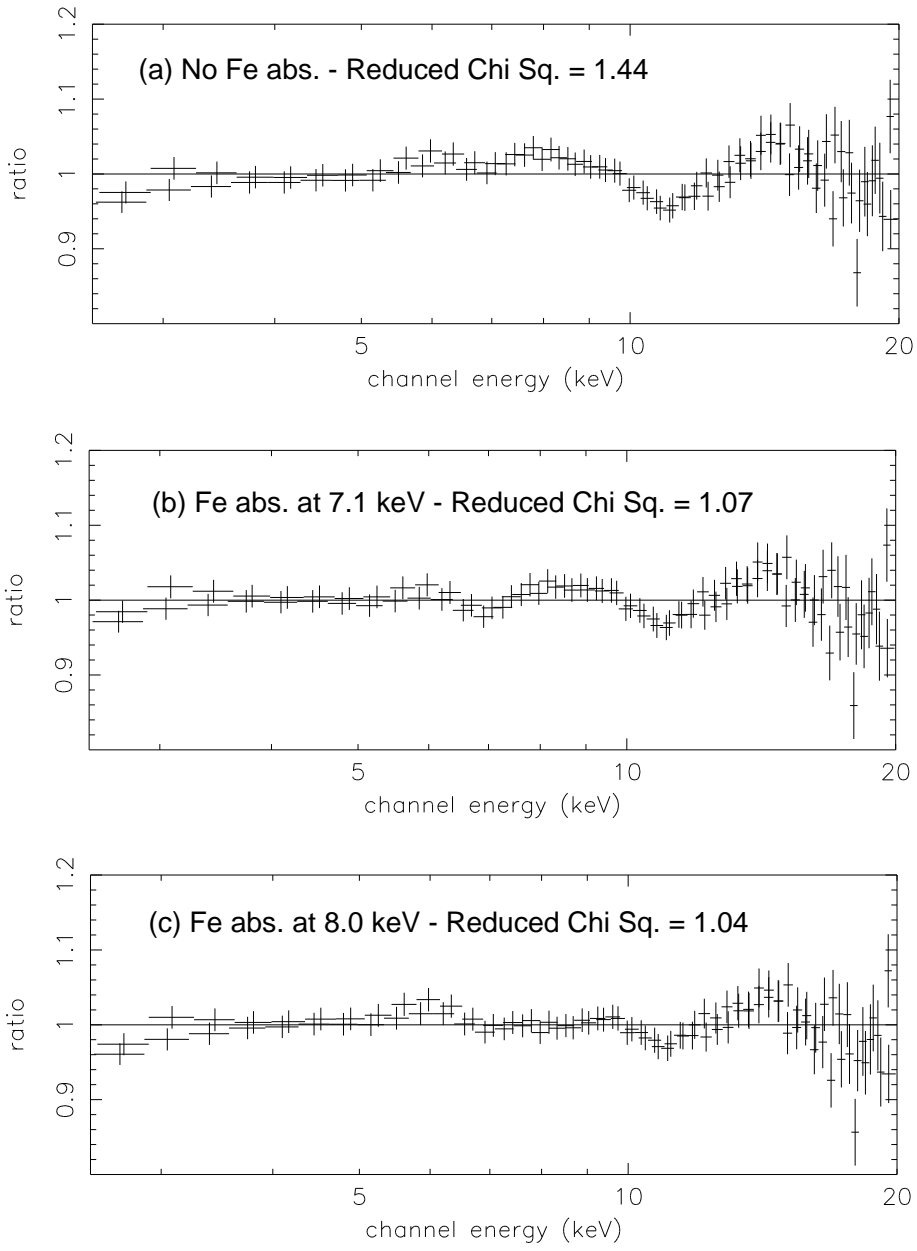 1.2
1.1
1
0.9
ratio
(a) No Fe abs. - Reduced Chi Sq. = 1.44
5
10
20
channel energy (keV)
1.2
1.1
1
0.9
ratio
(b) Fe abs. at 7.1 keV - Reduced Chi Sq. = 1.07
5
10
20
channel energy (keV)
1.2
1.1
1
0.9
ratio
(c) Fe abs. at 8.0 keV - Reduced Chi Sq. = 1.04
5
10
20
channel energy (keV)